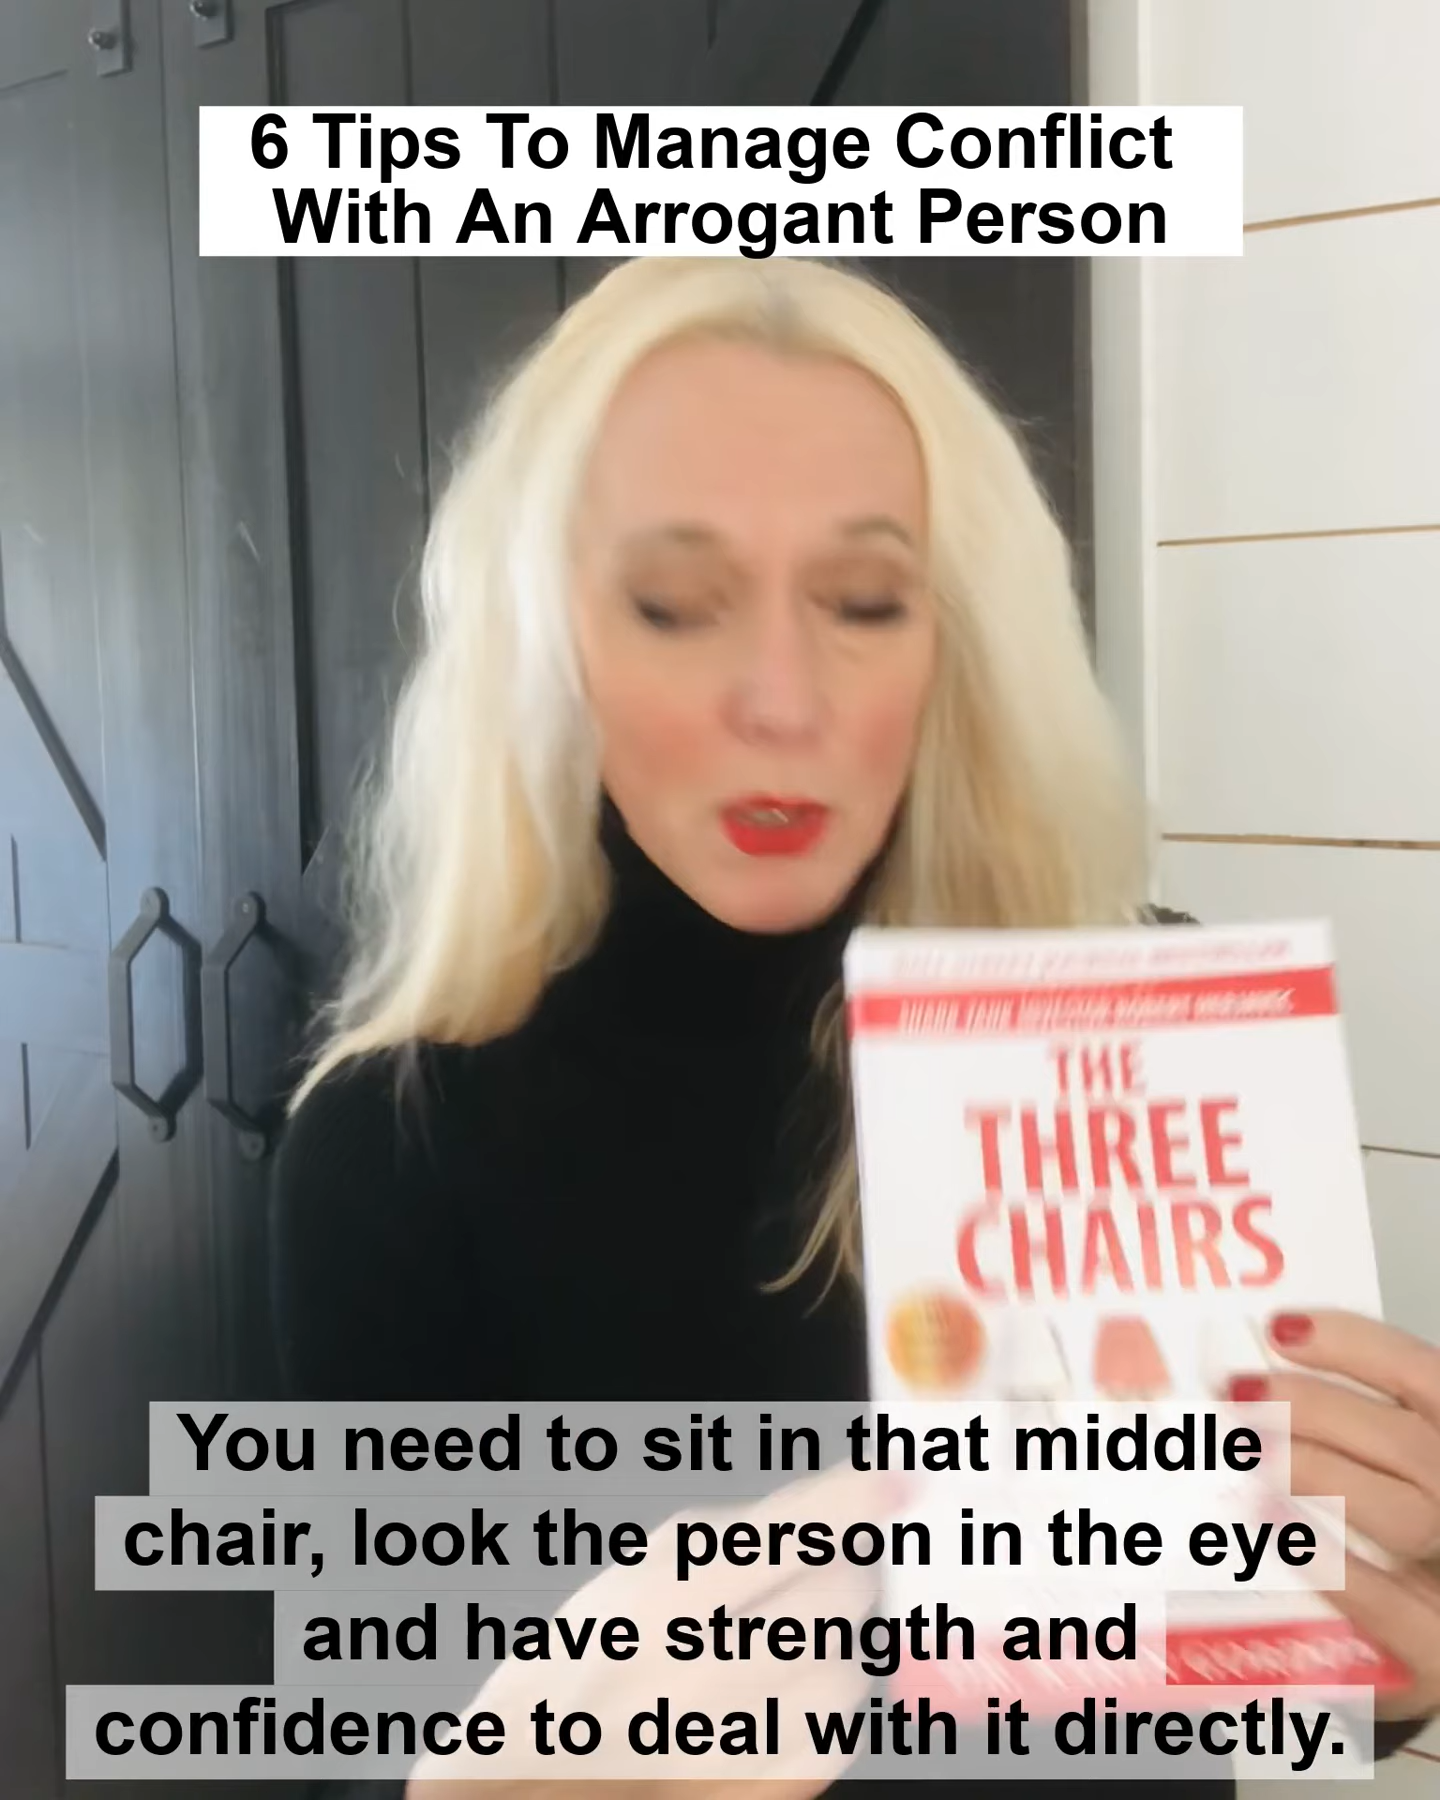 6 Tips To Manage Conflict
With An Arrogant Person
THE
THREE
CHAIRS
You need to sit in that middle
chair, look the person in the eye
and have strength and
confidence to deal with it directly.